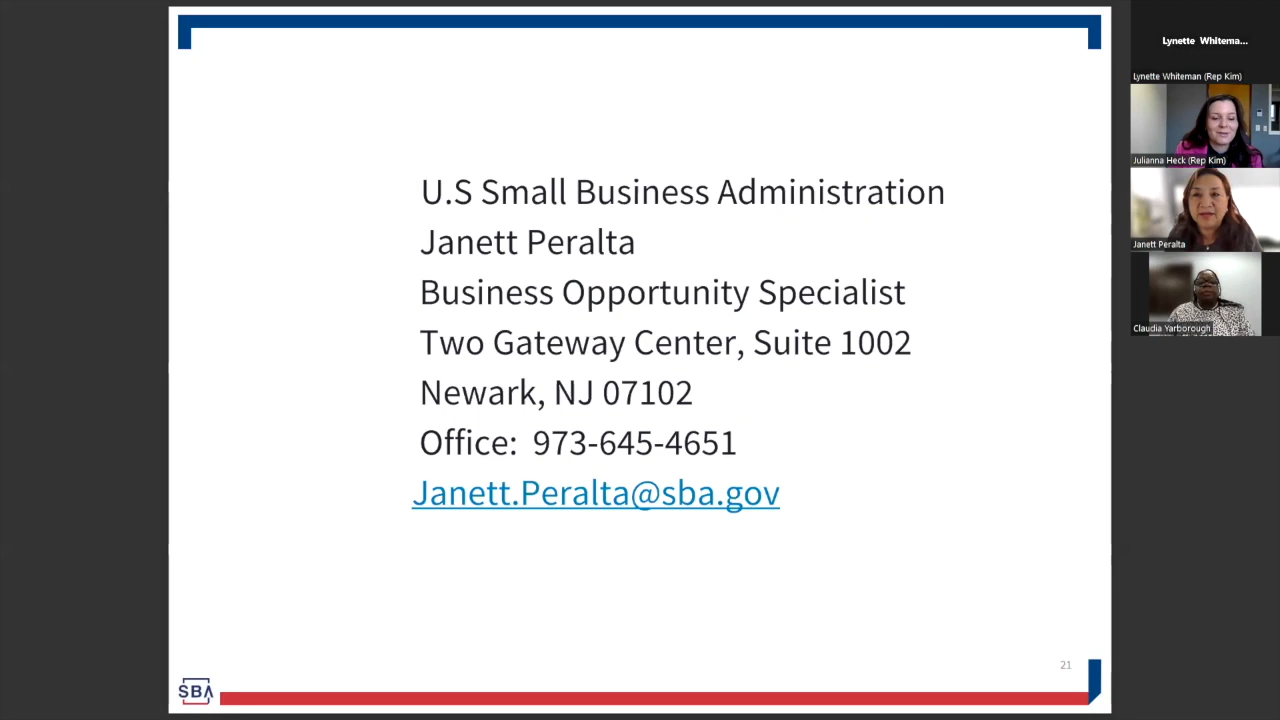 U.S Small Business Administration
Janett Peralta
Business Opportunity Specialist
Two Gateway Center, Suite 1002
Newark, NJ 07102
Office:  973-645-4651
Janett.Peralta@sba.gov
21
SBA
Lynette Whitema...
Lynette Whiteman (Rep Kim)
Julianna Heck (Rep Kim)
Janett Peralta
Claudia Yarborough